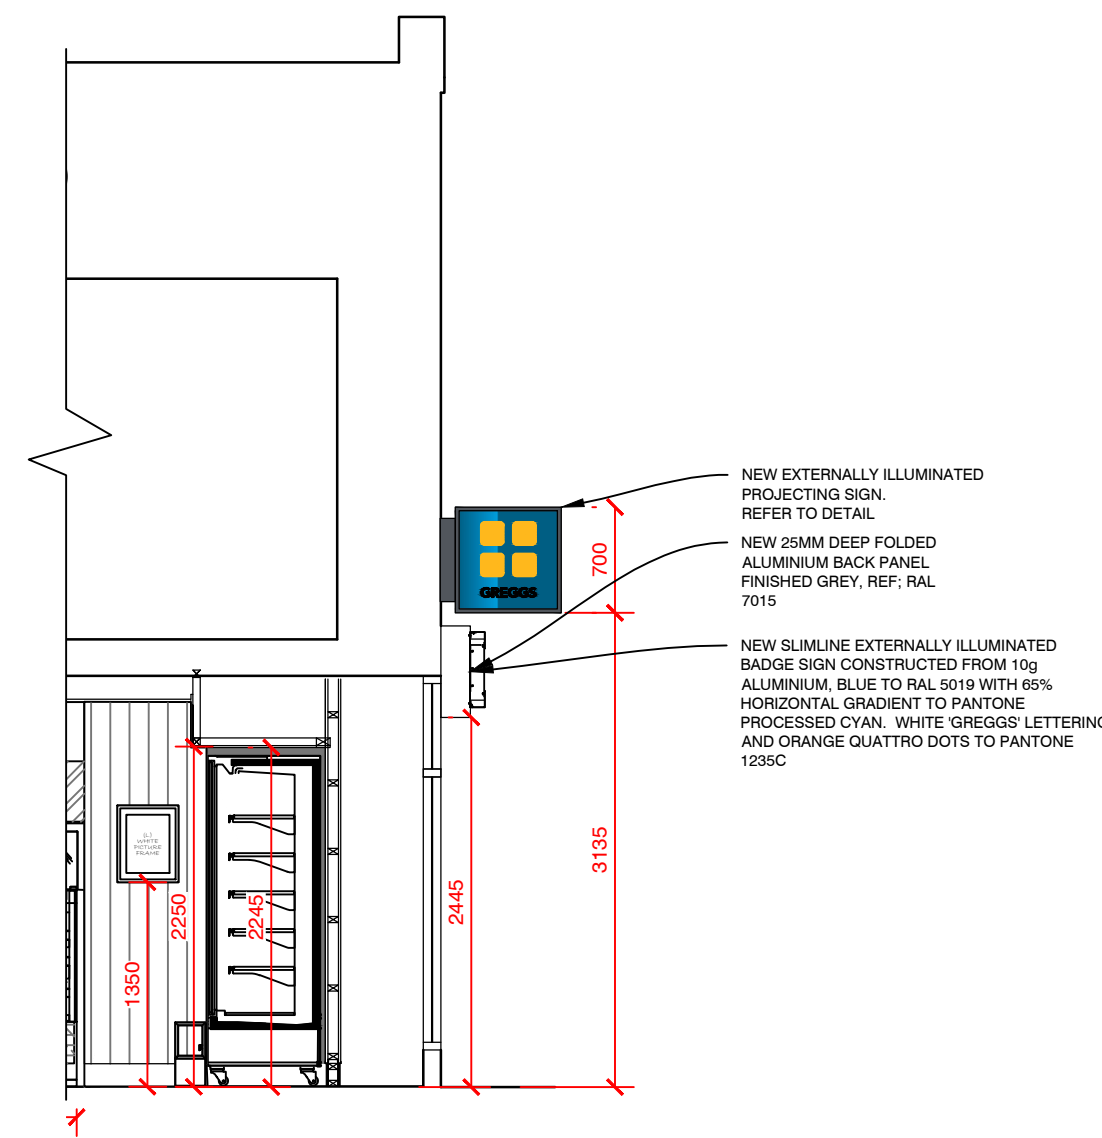 NEW EXTERNALLY ILLUMINATED
PROJECTING SIGN.
REFER TO DETAIL
NEW 25MM DEEP FOLDED
ALUMINIUM BACK PANEL
FINISHED GREY, REF; RAL
7015
NEW SLIMLINE EXTERNALLY ILLUMINATED
BADGE SIGN CONSTRUCTED FROM 10g
ALUMINIUM, BLUE TO RAL 5019 WITH 65%
HORIZONTAL GRADIENT TO PANTONE
PROCESSED CYAN. WHITE 'GREGGS' LETTERING
AND ORANGE QUATTRO DOTS TO PANTONE
1235C
GREGGS
700
3135
2445
2245
2250
1350
(L)
WHITE
PICTURE
FRAME